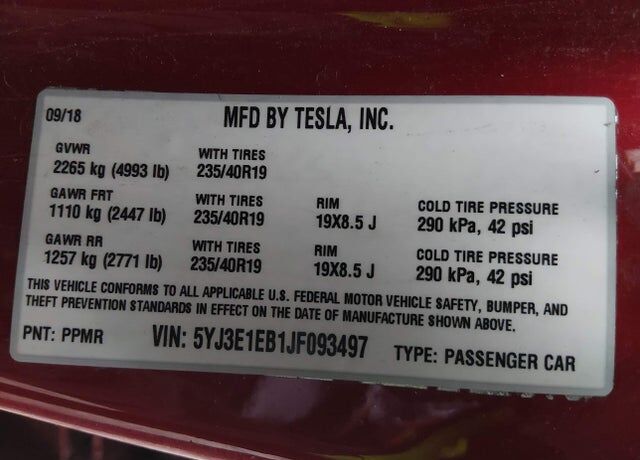 09/18 MFD BY TESLA, INC.
GVWR WITH TIRES
2265 kg (4993 lb) 235/40R19
GAWR FRT WITH TIRES RIM COLD TIRE PRESSURE
1110 kg (2447 lb) 235/40R19 19X8.5 J 290 kPa, 42 psi
GAWR RR WITH TIRES RIM COLD TIRE PRESSURE
1257 kg (2771 lb) 235/40R19 19X8.5 J 290 kPa, 42 psi
THIS VEHICLE CONFORMS TO ALL APPLICABLE U.S. FEDERAL MOTOR VEHICLE SAFETY, BUMPER, AND
THEFT PREVENTION STANDARDS IN EFFECT ON THE DATE OF MANUFACTURE SHOWN ABOVE.
PNT: PPMR VIN: 5YJ3E1EB1JF093497 TYPE: PASSENGER CAR